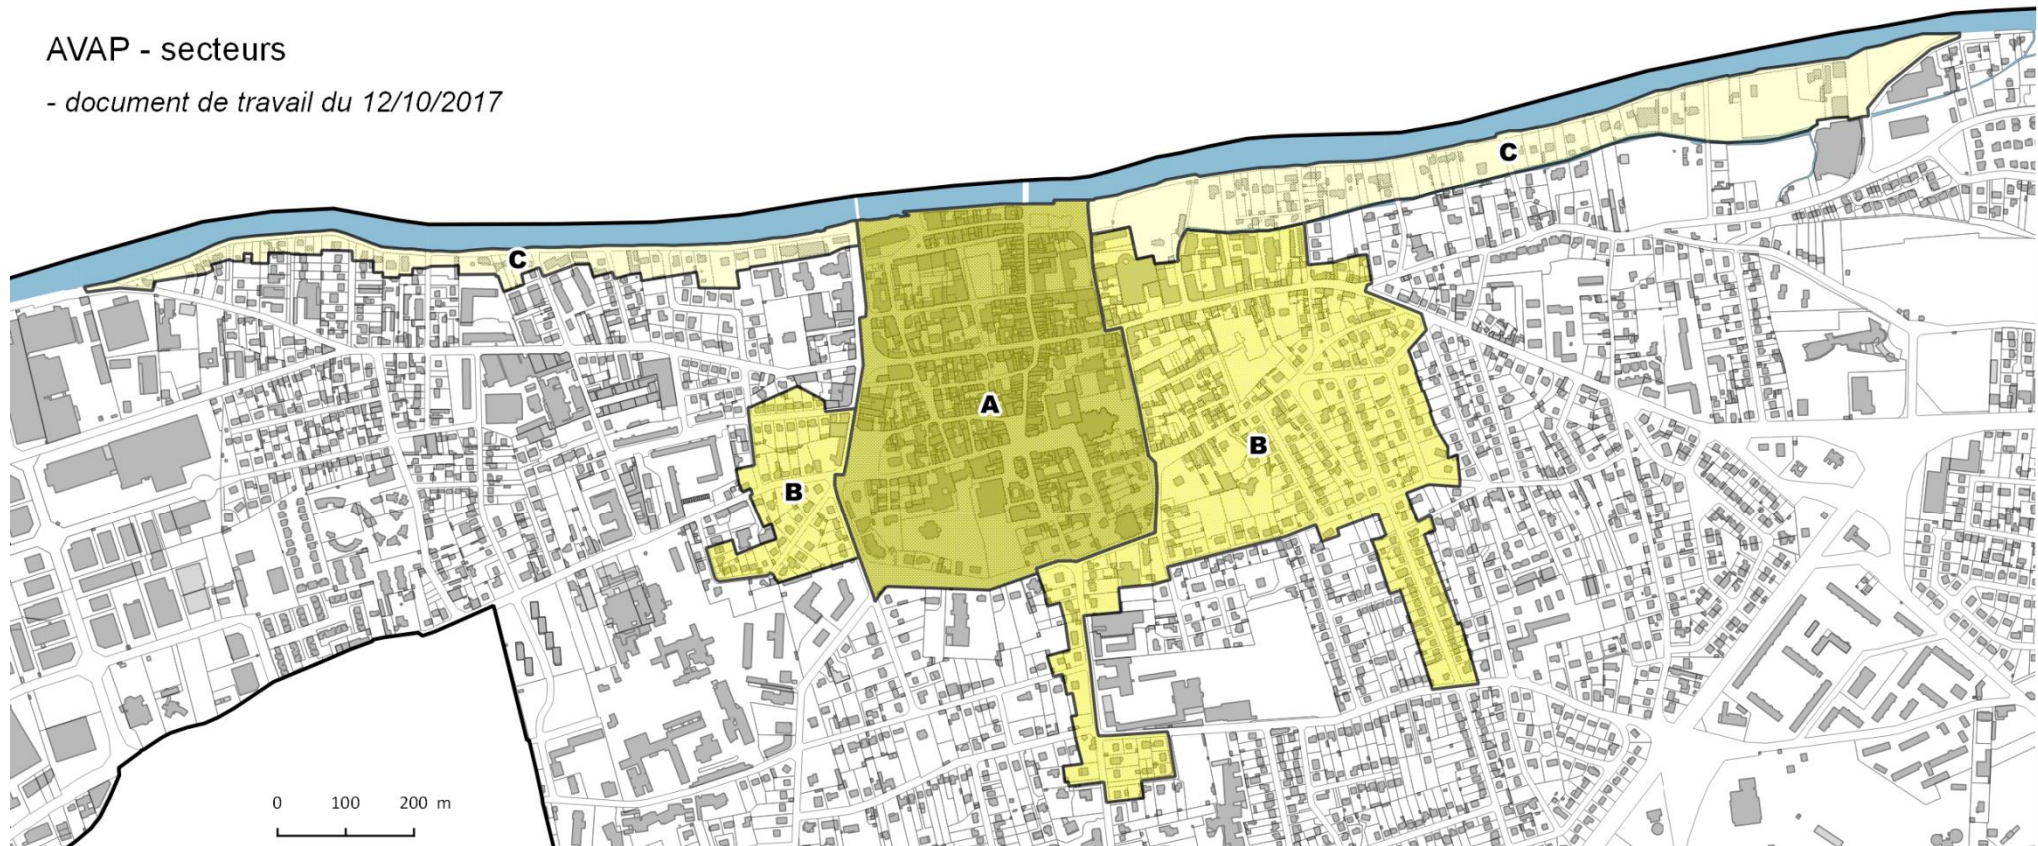 AVAP - secteurs
- document de travail du 12/10/2017
C
C
A
B
B
0 100 200 m